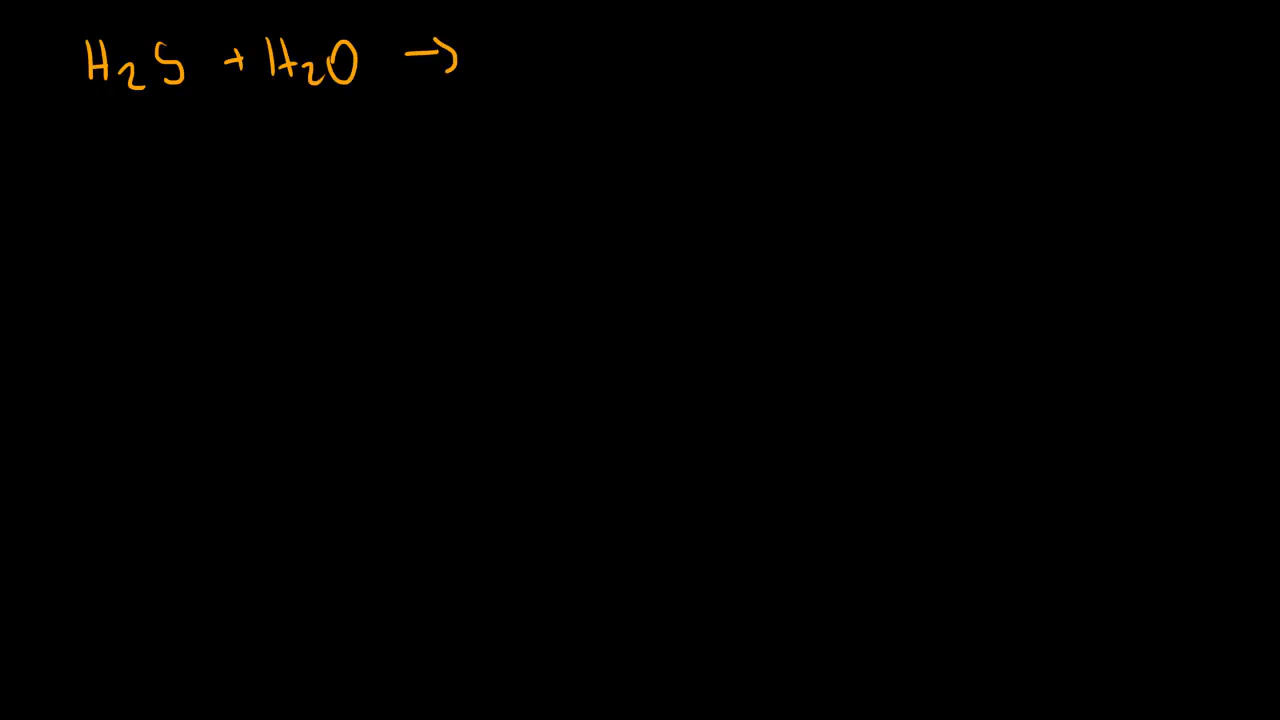 H₂S + H₂O →